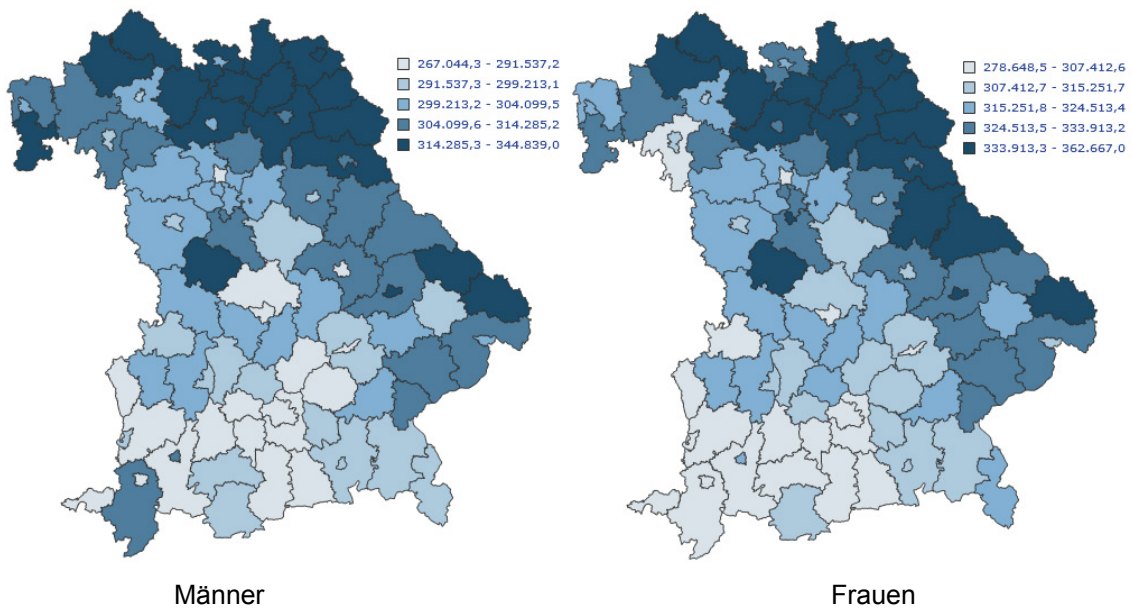 267.044,3 - 291.537,2
291.537,3 - 299.213,1
299.213,2 - 304.099,5
304.099,6 - 314.285,2
314.285,3 - 344.839,0
278.648,5 - 307.412,6
307.412,7 - 315.251,7
315.251,8 - 324.513,4
324.513,5 - 333.913,2
333.913,3 - 362.667,0
Männer
Frauen